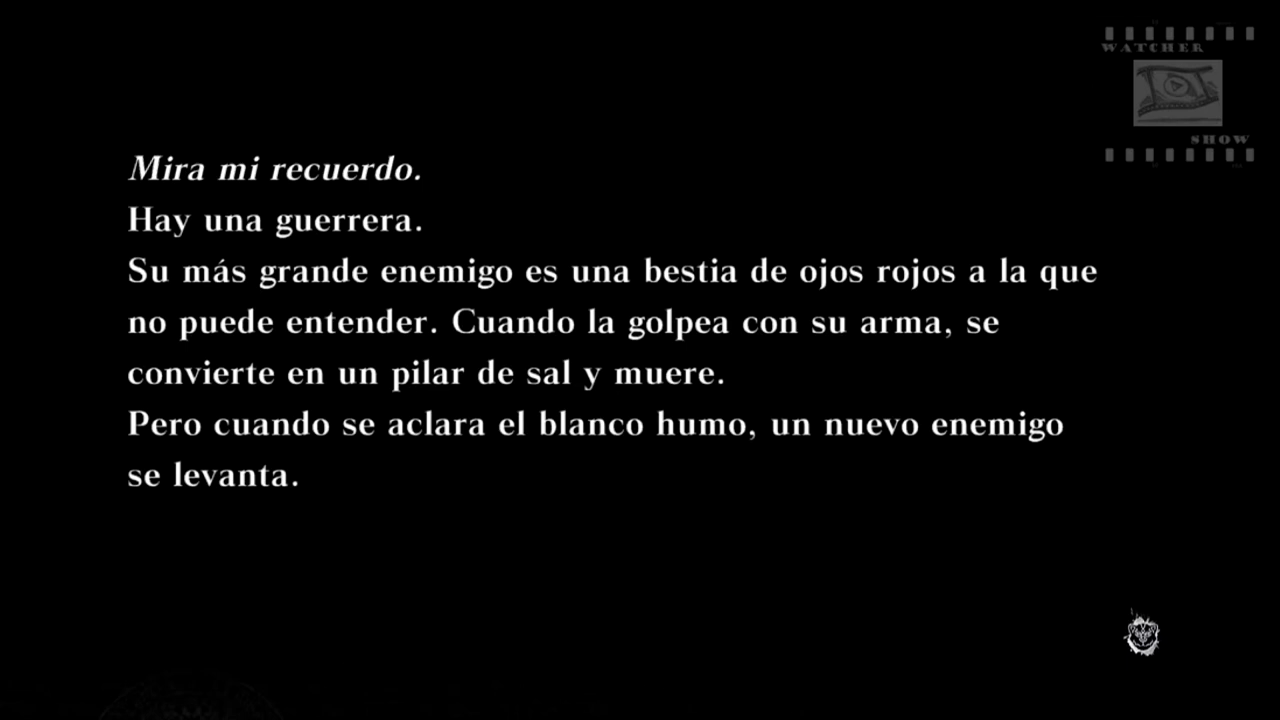 WATCHER
SHOW
Mira mi recuerdo.
Hay una guerrera.
Su más grande enemigo es una bestia de ojos rojos a la que
no puede entender. Cuando la golpea con su arma, se
convierte en un pilar de sal y muere.
Pero cuando se aclara el blanco humo, un nuevo enemigo
se levanta.